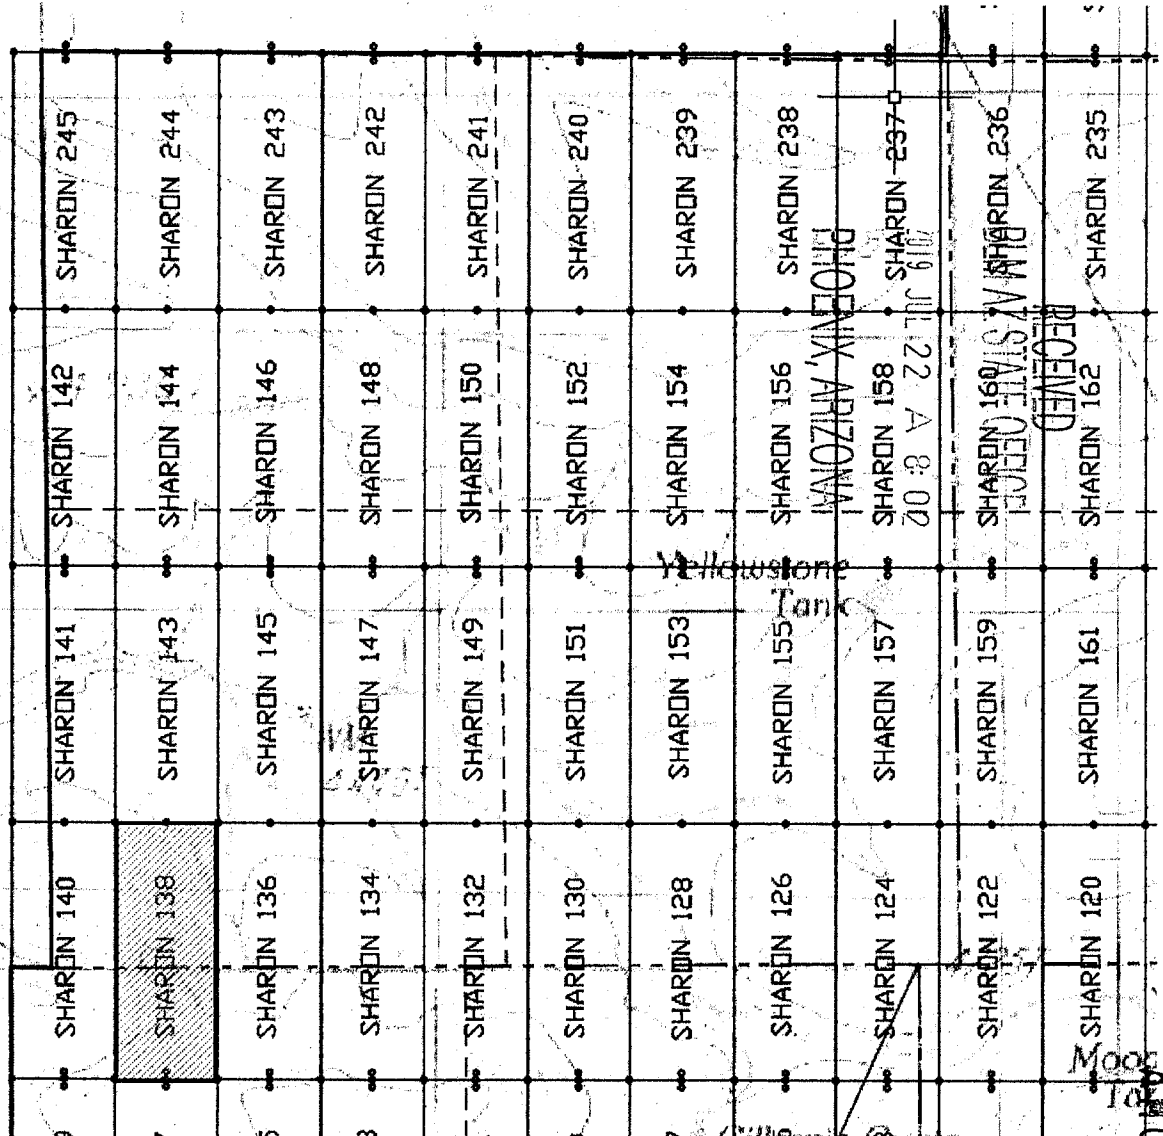 SHARON 245
SHARON 244
SHARON 243
SHARON 242
SHARON 241
SHARON 240
SHARON 239
SHARON 238
SHARON 237
SHARON 236
SHARON 235
SHARON 142
SHARON 144
SHARON 146
SHARON 148
SHARON 150
SHARON 152
SHARON 154
SHARON 156
SHARON 158
SHARON 160
SHARON 162
RECEIVED
BLM AZ STATE OFFICE
2019 JUL 22 A 8:00
PHOENIX, ARIZONA
Yellowstone
Tank
SHARON 141
SHARON 143
SHARON 145
SHARON 147
SHARON 149
SHARON 151
SHARON 153
SHARON 155
SHARON 157
SHARON 159
SHARON 161
SHARON 140
SHARON 138
SHARON 136
SHARON 134
SHARON 132
SHARON 130
SHARON 128
SHARON 126
SHARON 124
SHARON 122
SHARON 120